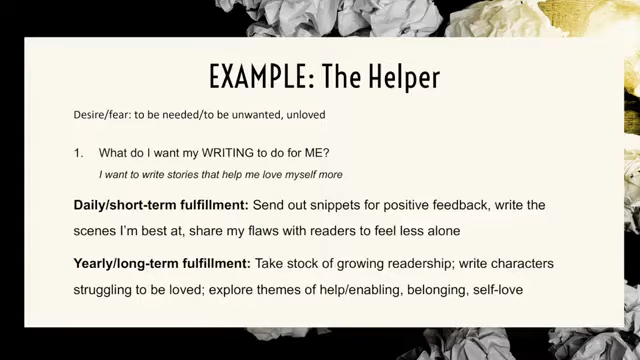 EXAMPLE: The Helper
Desire/fear: to be needed/to be unwanted, unloved
1. What do I want my WRITING to do for ME?
I want to write stories that help me love myself more
Daily/short-term fulfillment: Send out snippets for positive feedback, write the
scenes I'm best at, share my flaws with readers to feel less alone
Yearly/long-term fulfillment: Take stock of growing readership; write characters
struggling to be loved; explore themes of help/enabling, belonging, self-love